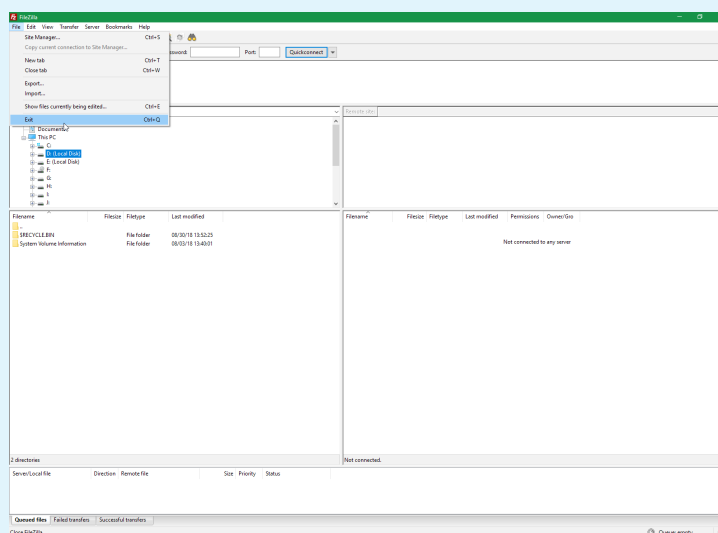 FileZilla
File Edit View Transfer Server Bookmarks Help
Site Manager... Ctrl+S
Copy current connection to Site Manager...
Port: Quickconnect
New tab Ctrl+T
Close tab Ctrl+W
Export...
Import...
Show files currently being edited... Ctrl+E
Remote site:
Exit Ctrl+Q
Documents
This PC
C:
D: (Local Disk)
E: (Local Disk)
F:
G:
H:
I:
J:
Filename Filesize Filetype Last modified
Filename Filesize Filetype Last modified Permissions Owner/Gro
..
$RECYCLE.BIN File folder 08/30/18 13:52:25
System Volume Information File folder 08/03/18 13:40:01
Not connected to any server
2 directories
Not connected.
Server/Local file Direction Remote file Size Priority Status
Queued files Failed transfers Successful transfers
Close FileZilla
Queue: empty